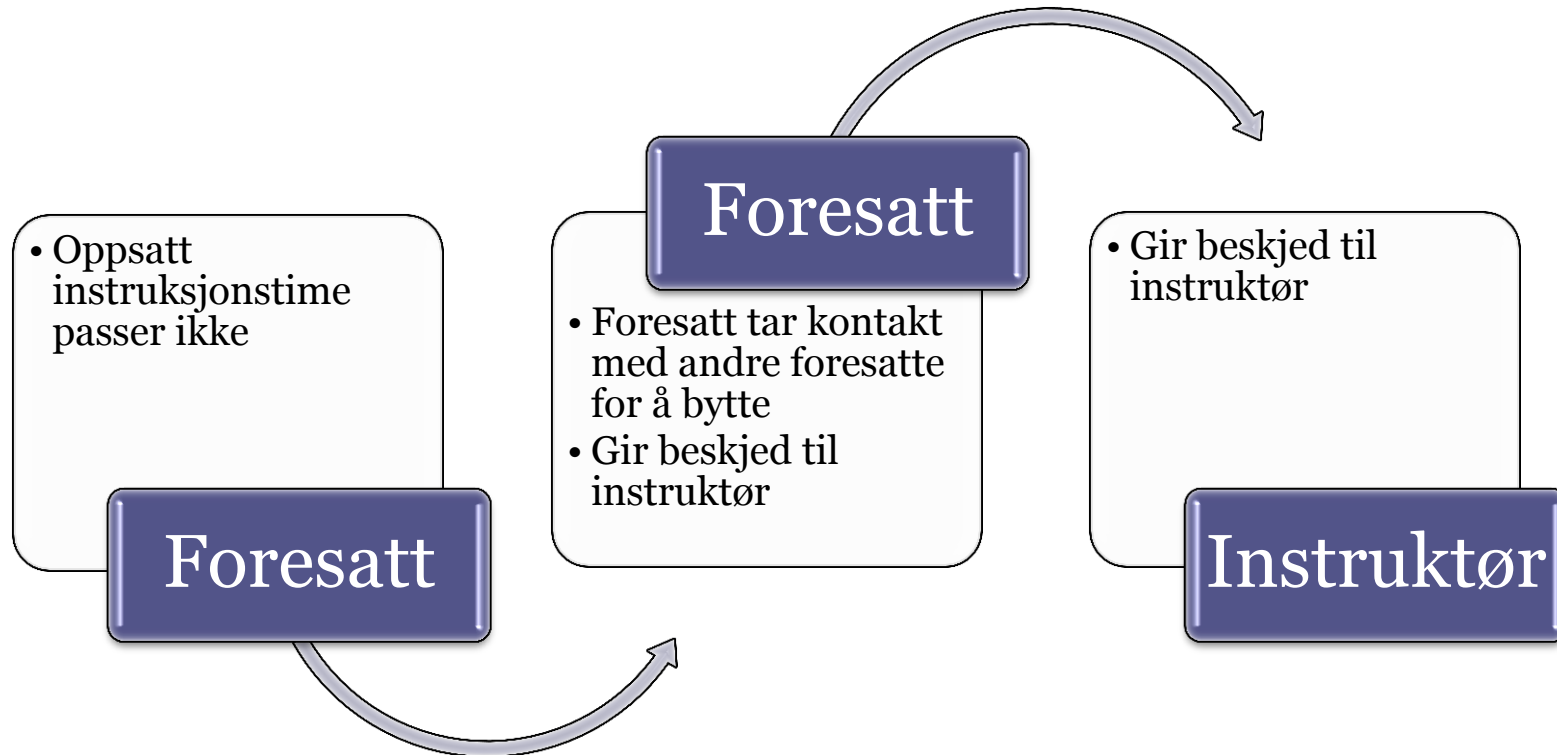 • Oppsatt
instruksjonstime
passer ikke
Foresatt
Foresatt
• Foresatt tar kontakt
med andre foresatte
for å bytte
• Gir beskjed til
instruktør
• Gir beskjed til
instruktør
Instruktør